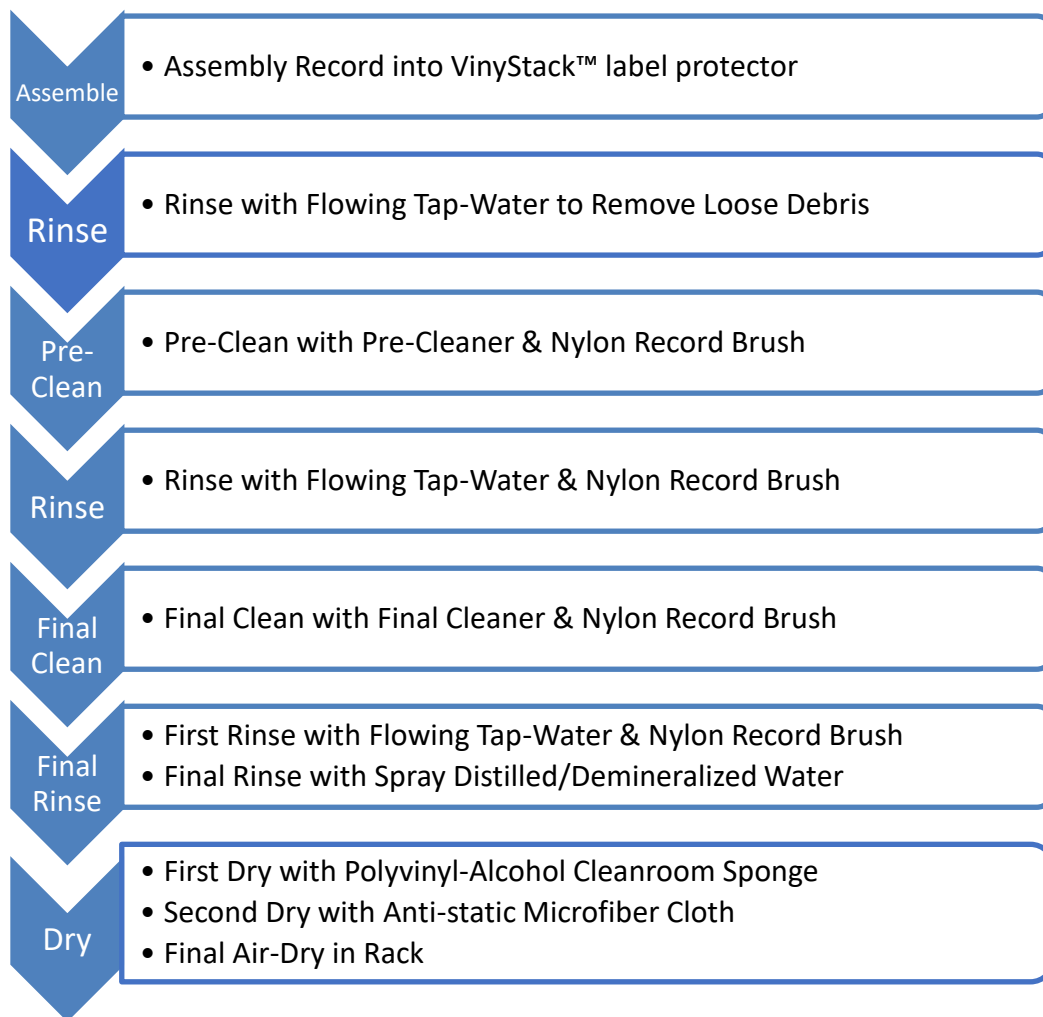 Assemble
• Assembly Record into VinyStack™ label protector
Rinse
• Rinse with Flowing Tap-Water to Remove Loose Debris
Pre-
Clean
• Pre-Clean with Pre-Cleaner & Nylon Record Brush
Rinse
• Rinse with Flowing Tap-Water & Nylon Record Brush
Final
Clean
• Final Clean with Final Cleaner & Nylon Record Brush
Final
Rinse
• First Rinse with Flowing Tap-Water & Nylon Record Brush
• Final Rinse with Spray Distilled/Demineralized Water
Dry
• First Dry with Polyvinyl-Alcohol Cleanroom Sponge
• Second Dry with Anti-static Microfiber Cloth
• Final Air-Dry in Rack